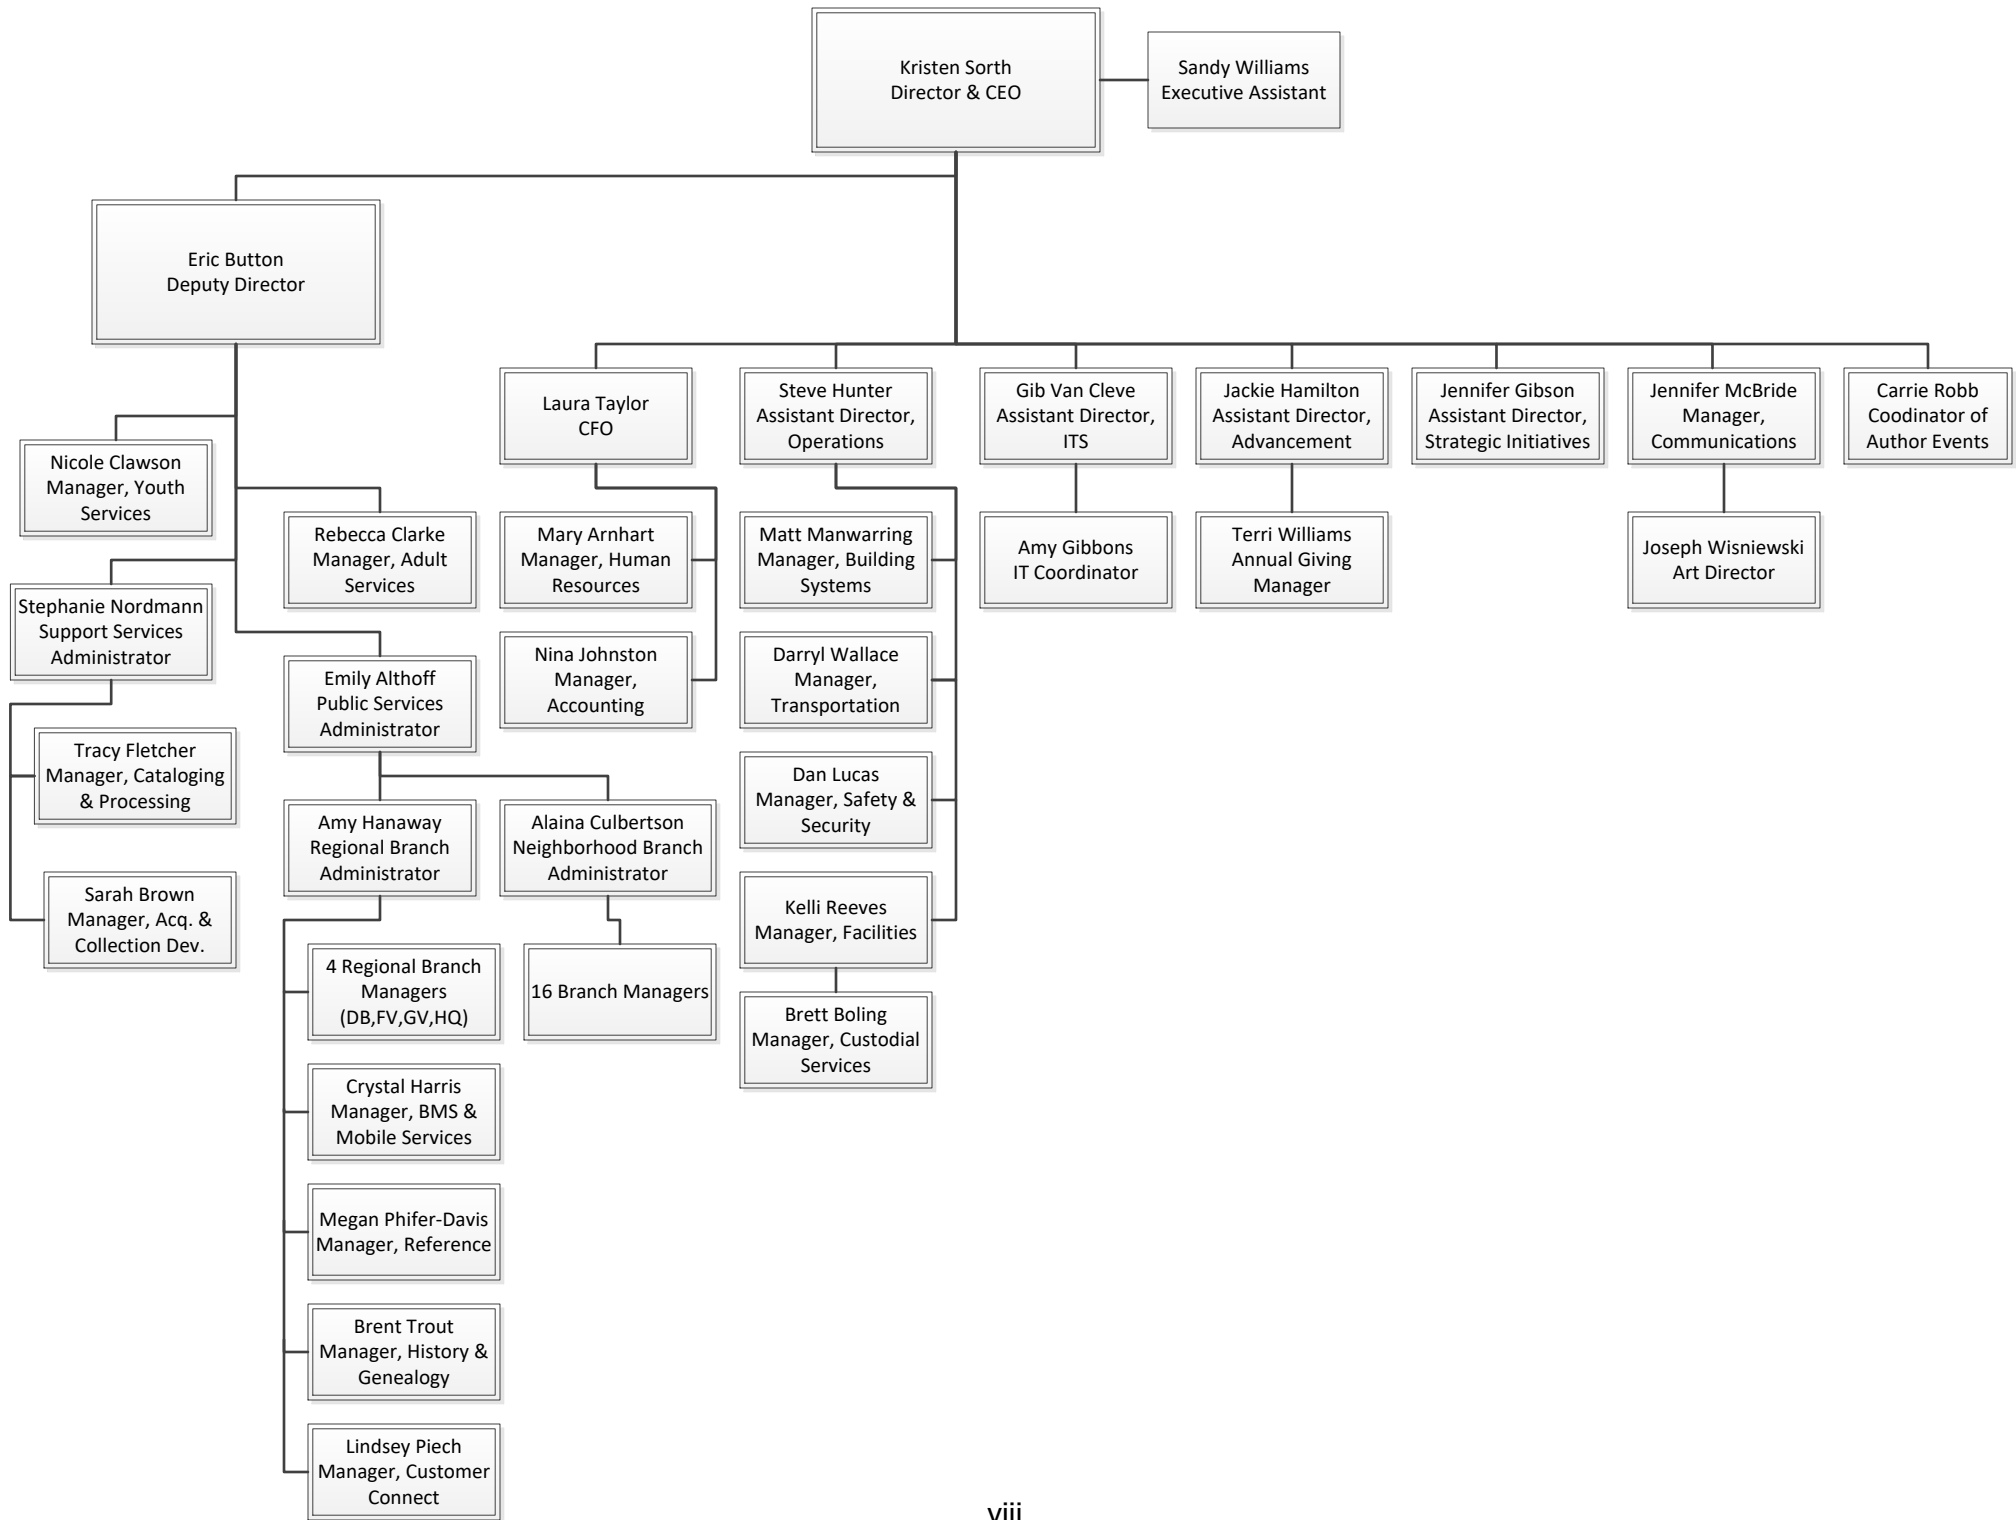 Kristen Sorth
Director & CEO
Sandy Williams
Executive Assistant
Eric Button
Deputy Director
Nicole Clawson
Manager, Youth
Services
Rebecca Clarke
Manager, Adult
Services
Stephanie Nordmann
Support Services
Administrator
Tracy Fletcher
Manager, Cataloging
& Processing
Sarah Brown
Manager, Acq. &
Collection Dev.
Emily Althoff
Public Services
Administrator
Amy Hanaway
Regional Branch
Administrator
4 Regional Branch
Managers
(DB,FV,GV,HQ)
Crystal Harris
Manager, BMS &
Mobile Services
Megan Phifer-Davis
Manager, Reference
Brent Trout
Manager, History &
Genealogy
Lindsey Piech
Manager, Customer
Connect
Alaina Culbertson
Neighborhood Branch
Administrator
16 Branch Managers
Laura Taylor
CFO
Mary Arnhart
Manager, Human
Resources
Nina Johnston
Manager,
Accounting
Steve Hunter
Assistant Director,
Operations
Matt Manwarring
Manager, Building
Systems
Darryl Wallace
Manager,
Transportation
Dan Lucas
Manager, Safety &
Security
Kelli Reeves
Manager, Facilities
Brett Boling
Manager, Custodial
Services
Gib Van Cleve
Assistant Director,
ITS
Amy Gibbons
IT Coordinator
Jackie Hamilton
Assistant Director,
Advancement
Terri Williams
Annual Giving
Manager
Jennifer Gibson
Assistant Director,
Strategic Initiatives
Jennifer McBride
Manager,
Communications
Joseph Wisniewski
Art Director
Carrie Robb
Coodinator of
Author Events
viii